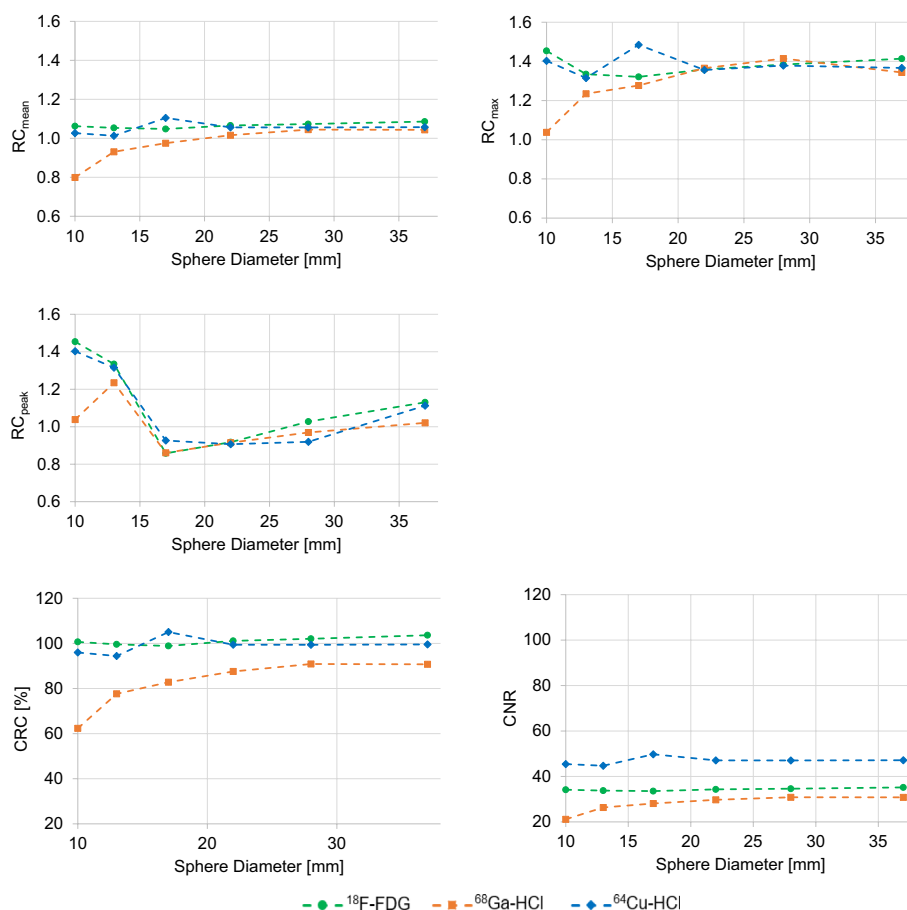 1.6
1.4
1.2
1.0
0.8
0.6
RCmean
10 15 20 25 30 35
Sphere Diameter [mm]
1.6
1.4
1.2
1.0
0.8
0.6
RCmax
10 15 20 25 30 35
Sphere Diameter [mm]
1.6
1.4
1.2
1.0
0.8
0.6
RCpeak
10 15 20 25 30 35
Sphere Diameter [mm]
120
100
80
60
40
20
CRC [%]
10 20 30
Sphere Diameter [mm]
120
100
80
60
40
20
CNR
10 15 20 25 30 35
Sphere Diameter [mm]
18F-FDG 68Ga-HCl 64Cu-HCl